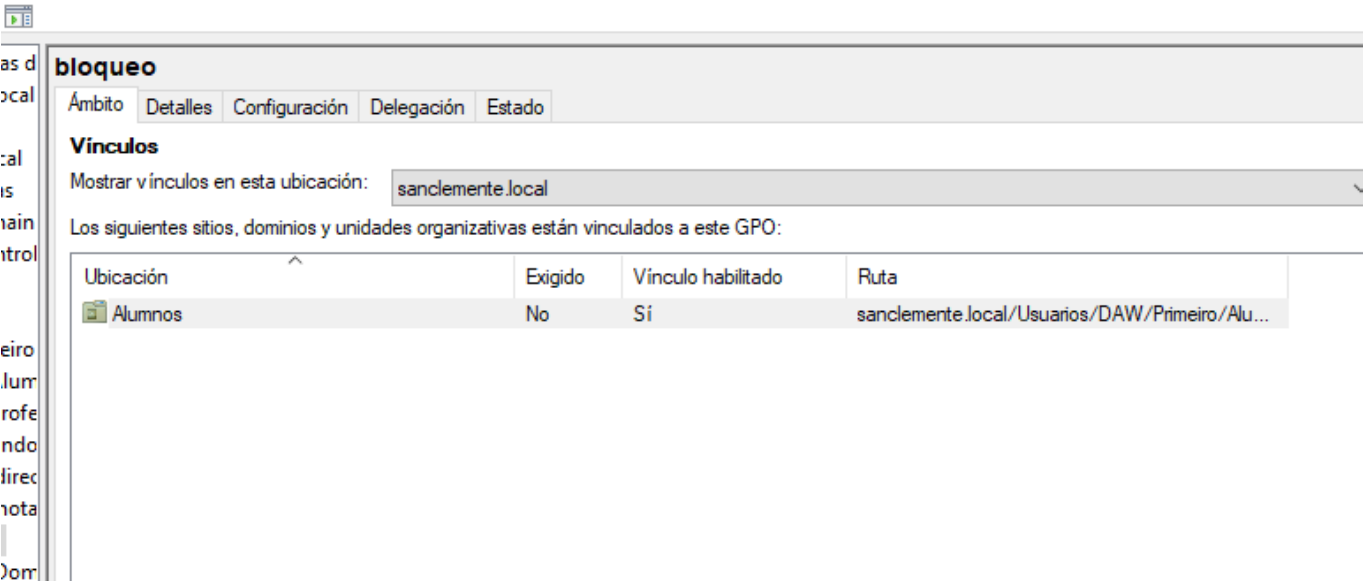 bloqueo
Ámbito Detalles Configuración Delegación Estado
Vínculos
Mostrar vínculos en esta ubicación: sanclemente.local
Los siguientes sitios, dominios y unidades organizativas están vinculados a este GPO:
Ubicación Exigido Vínculo habilitado Ruta
Alumnos No Sí sanclemente.local/Usuarios/DAW/Primeiro/Alu...